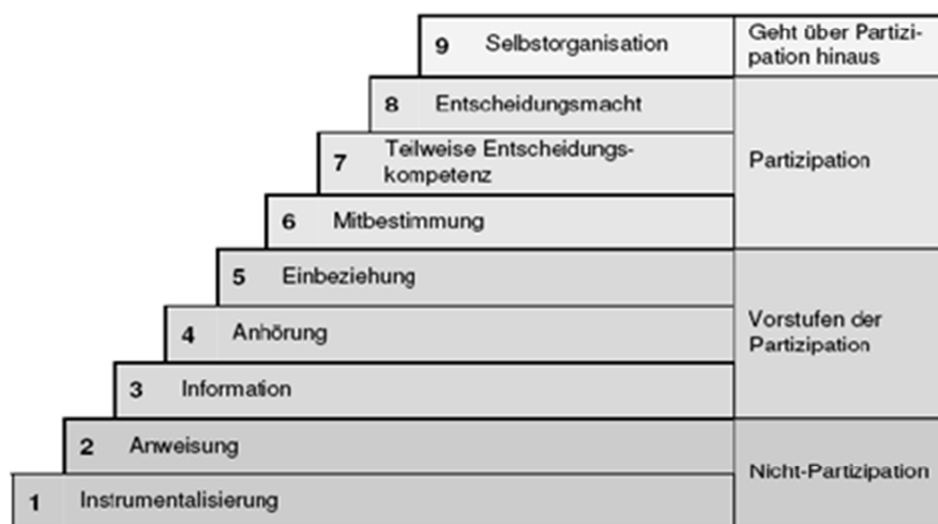 9 Selbstorganisation
Geht über Partizi-
pation hinaus
8 Entscheidungsmacht
7 Teilweise Entscheidungs-
kompetenz
Partizipation
6 Mitbestimmung
5 Einbeziehung
4 Anhörung
Vorstufen der
Partizipation
3 Information
2 Anweisung
Nicht-Partizipation
1 Instrumentalisierung